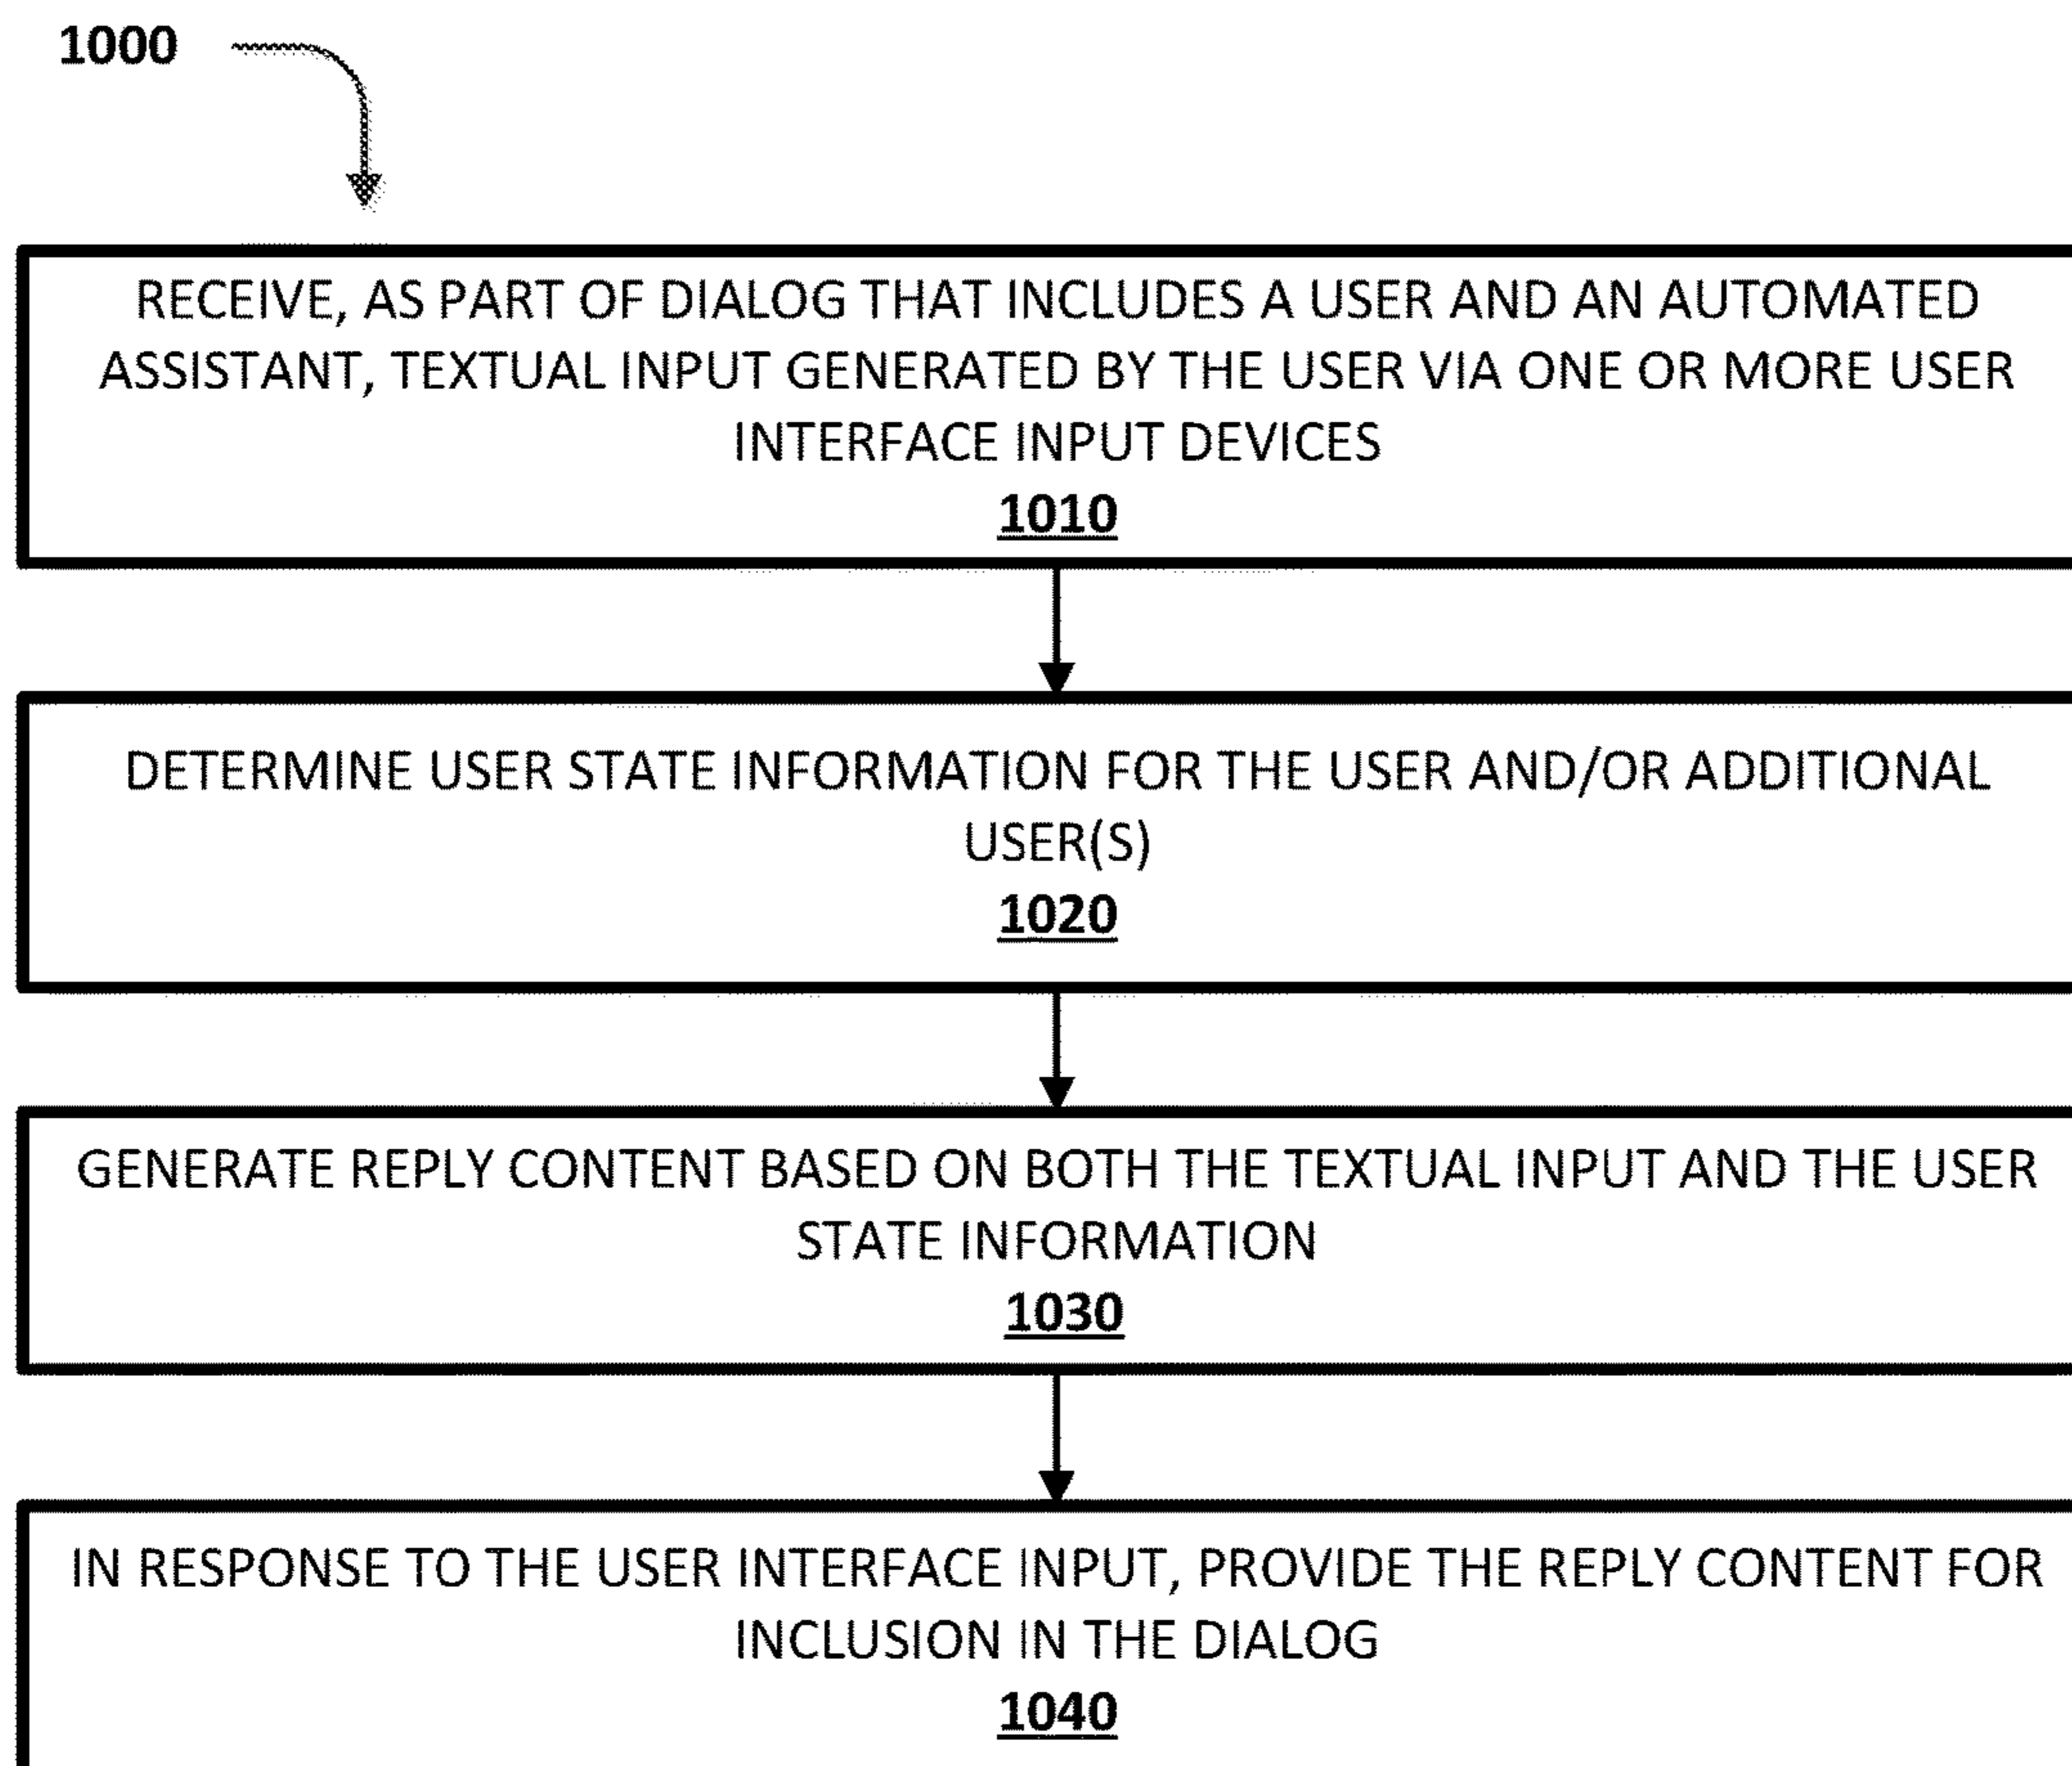 1000
RECEIVE, AS PART OF DIALOG THAT INCLUDES A USER AND AN AUTOMATED
ASSISTANT, TEXTUAL INPUT GENERATED BY THE USER VIA ONE OR MORE USER
INTERFACE INPUT DEVICES
1010
DETERMINE USER STATE INFORMATION FOR THE USER AND/OR ADDITIONAL
USER(S)
1020
GENERATE REPLY CONTENT BASED ON BOTH THE TEXTUAL INPUT AND THE USER
STATE INFORMATION
1030
IN RESPONSE TO THE USER INTERFACE INPUT, PROVIDE THE REPLY CONTENT FOR
INCLUSION IN THE DIALOG
1040